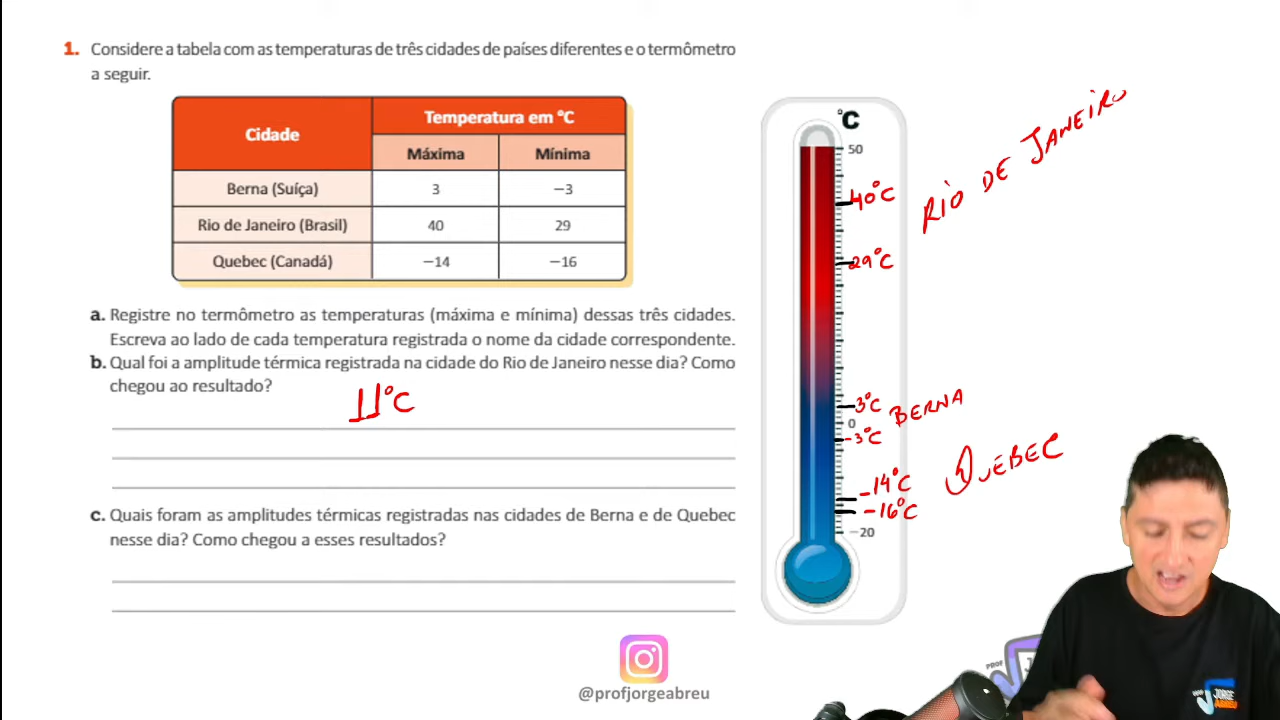 1. Considere a tabela com as temperaturas de três cidades de países diferentes e o termômetro
a seguir.
Cidade
Temperatura em °C
Máxima
Mínima
Berna (Suíça)
3
−3
Rio de Janeiro (Brasil)
40
29
Quebec (Canadá)
−14
−16
a. Registre no termômetro as temperaturas (máxima e mínima) dessas três cidades.
Escreva ao lado de cada temperatura registrada o nome da cidade correspondente.
b. Qual foi a amplitude térmica registrada na cidade do Rio de Janeiro nesse dia? Como
chegou ao resultado?
11°C
c. Quais foram as amplitudes térmicas registradas nas cidades de Berna e de Quebec
nesse dia? Como chegou a esses resultados?
@profjorgeabreu
°C
50
40°C
RIO DE JANEIRO
29°C
3°C
BERNA
0
-3°C
-14°C
QUEBEC
-16°C
−20
PROF
JORGE